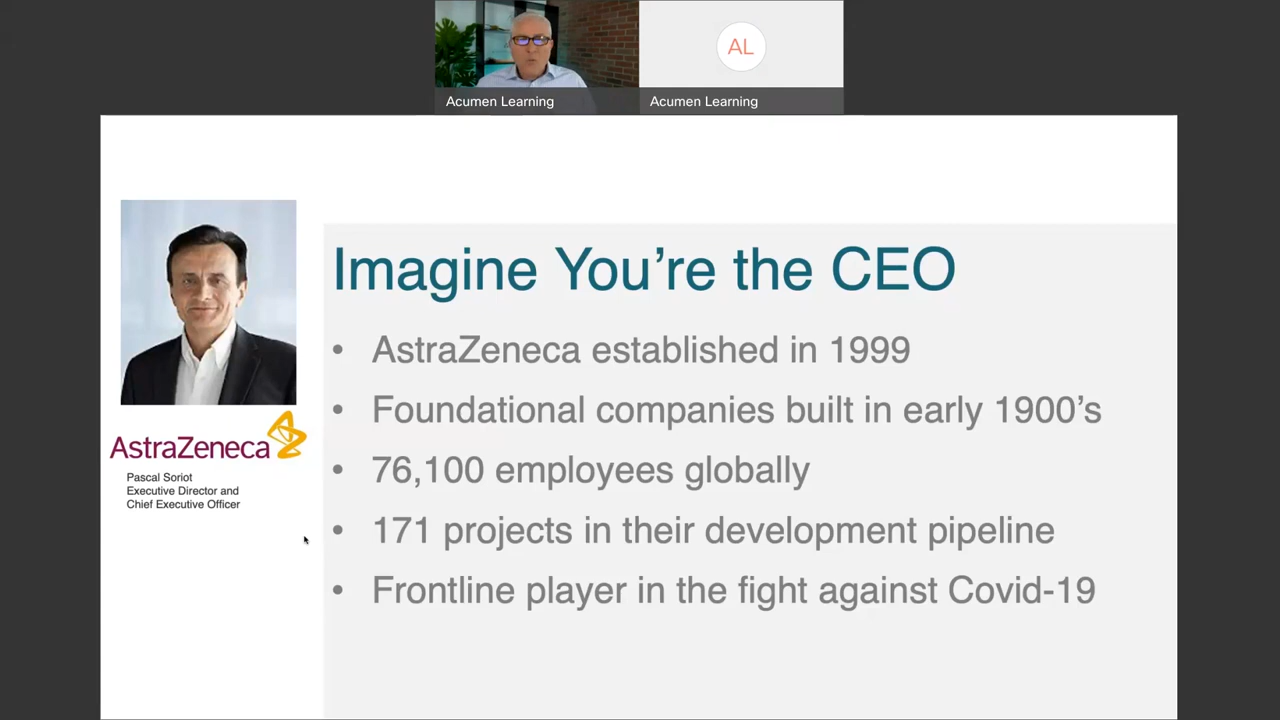 Acumen Learning
AL
Acumen Learning
Imagine You're the CEO
• AstraZeneca established in 1999
• Foundational companies built in early 1900's
• 76,100 employees globally
• 171 projects in their development pipeline
• Frontline player in the fight against Covid-19
AstraZeneca
Pascal Soriot
Executive Director and
Chief Executive Officer